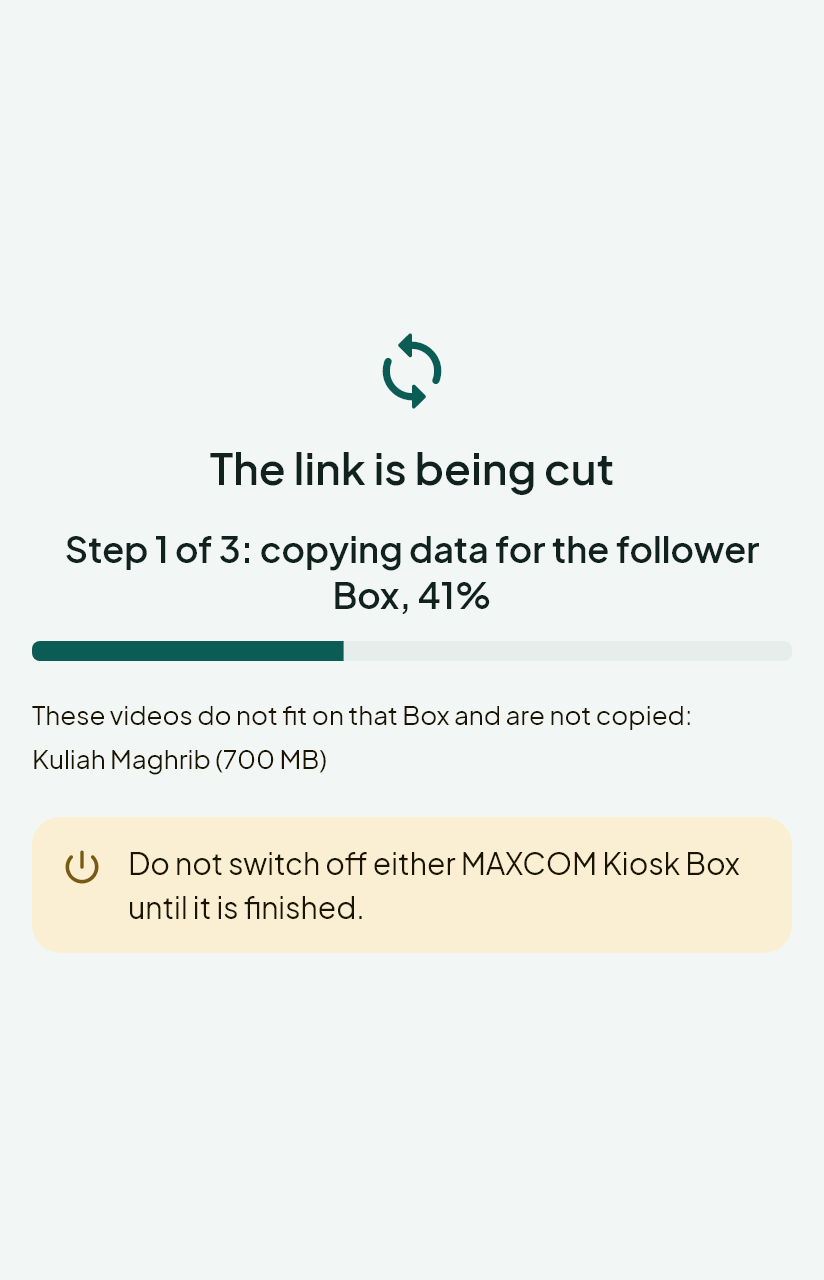 The link is being cut
Step 1 of 3: copying data for the follower
Box, 41%
These videos do not fit on that Box and are not copied:
Kuliah Maghrib (700 MB)
Do not switch off either MAXCOM Kiosk Box
until it is finished.